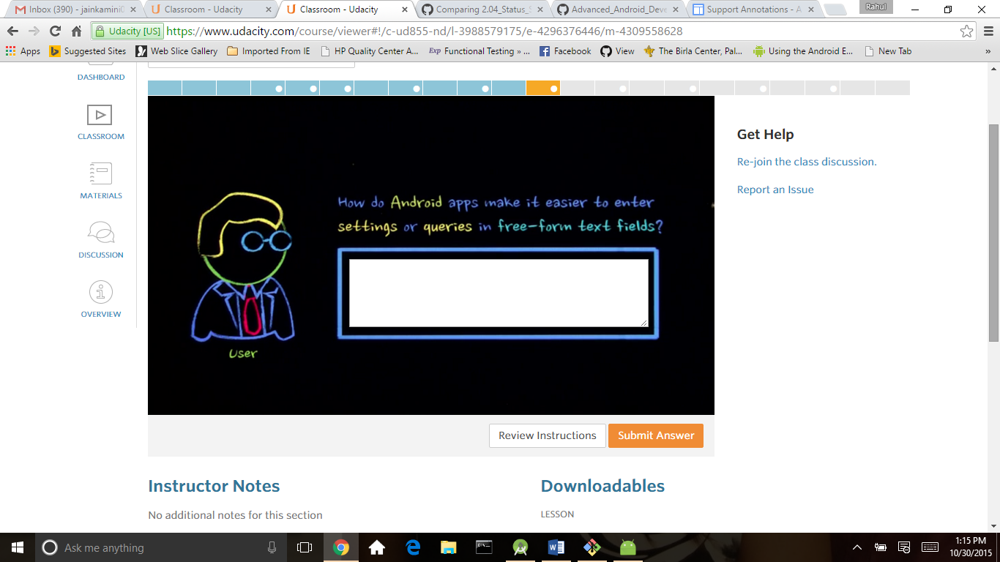 Inbox (390) - jainkamini0
Classroom - Udacity
Classroom - Udacity
Comparing 2.04_Status_S
Advanced_Android_Deve
Support Annotations - A
Rahul
Udacity [US]
https://www.udacity.com/course/viewer#!/c-ud855-nd/l-3988579175/e-4296376446/m-4309558628
Apps
Suggested Sites
Web Slice Gallery
Imported From IE
HP Quality Center A...
Exp Functional Testing » ...
Facebook
View
The Birla Center, Pal...
Using the Android E...
New Tab
»
DASHBOARD
CLASSROOM
MATERIALS
DISCUSSION
OVERVIEW
How do Android apps make it easier to enter
settings or queries in free-form text fields?
User
Get Help
Re-join the class discussion.
Report an Issue
Review Instructions
Submit Answer
Instructor Notes
No additional notes for this section
Downloadables
LESSON
Ask me anything
1:15 PM
10/30/2015